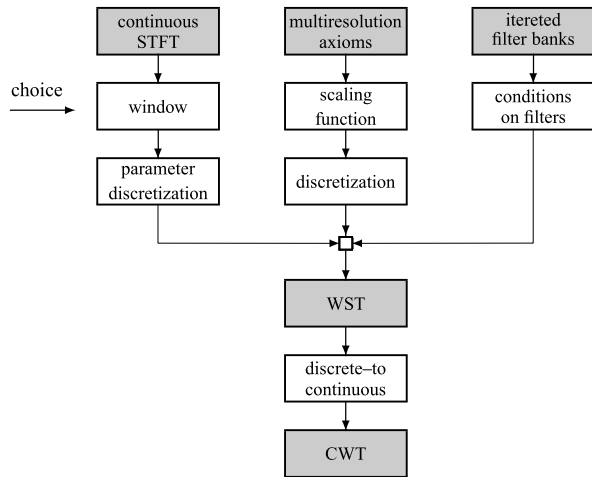 continuous
STFT
multiresolution
axioms
itereted
filter banks
choice
window
scaling
function
conditions
on filters
parameter
discretization
discretization
WST
discrete–to
continuous
CWT